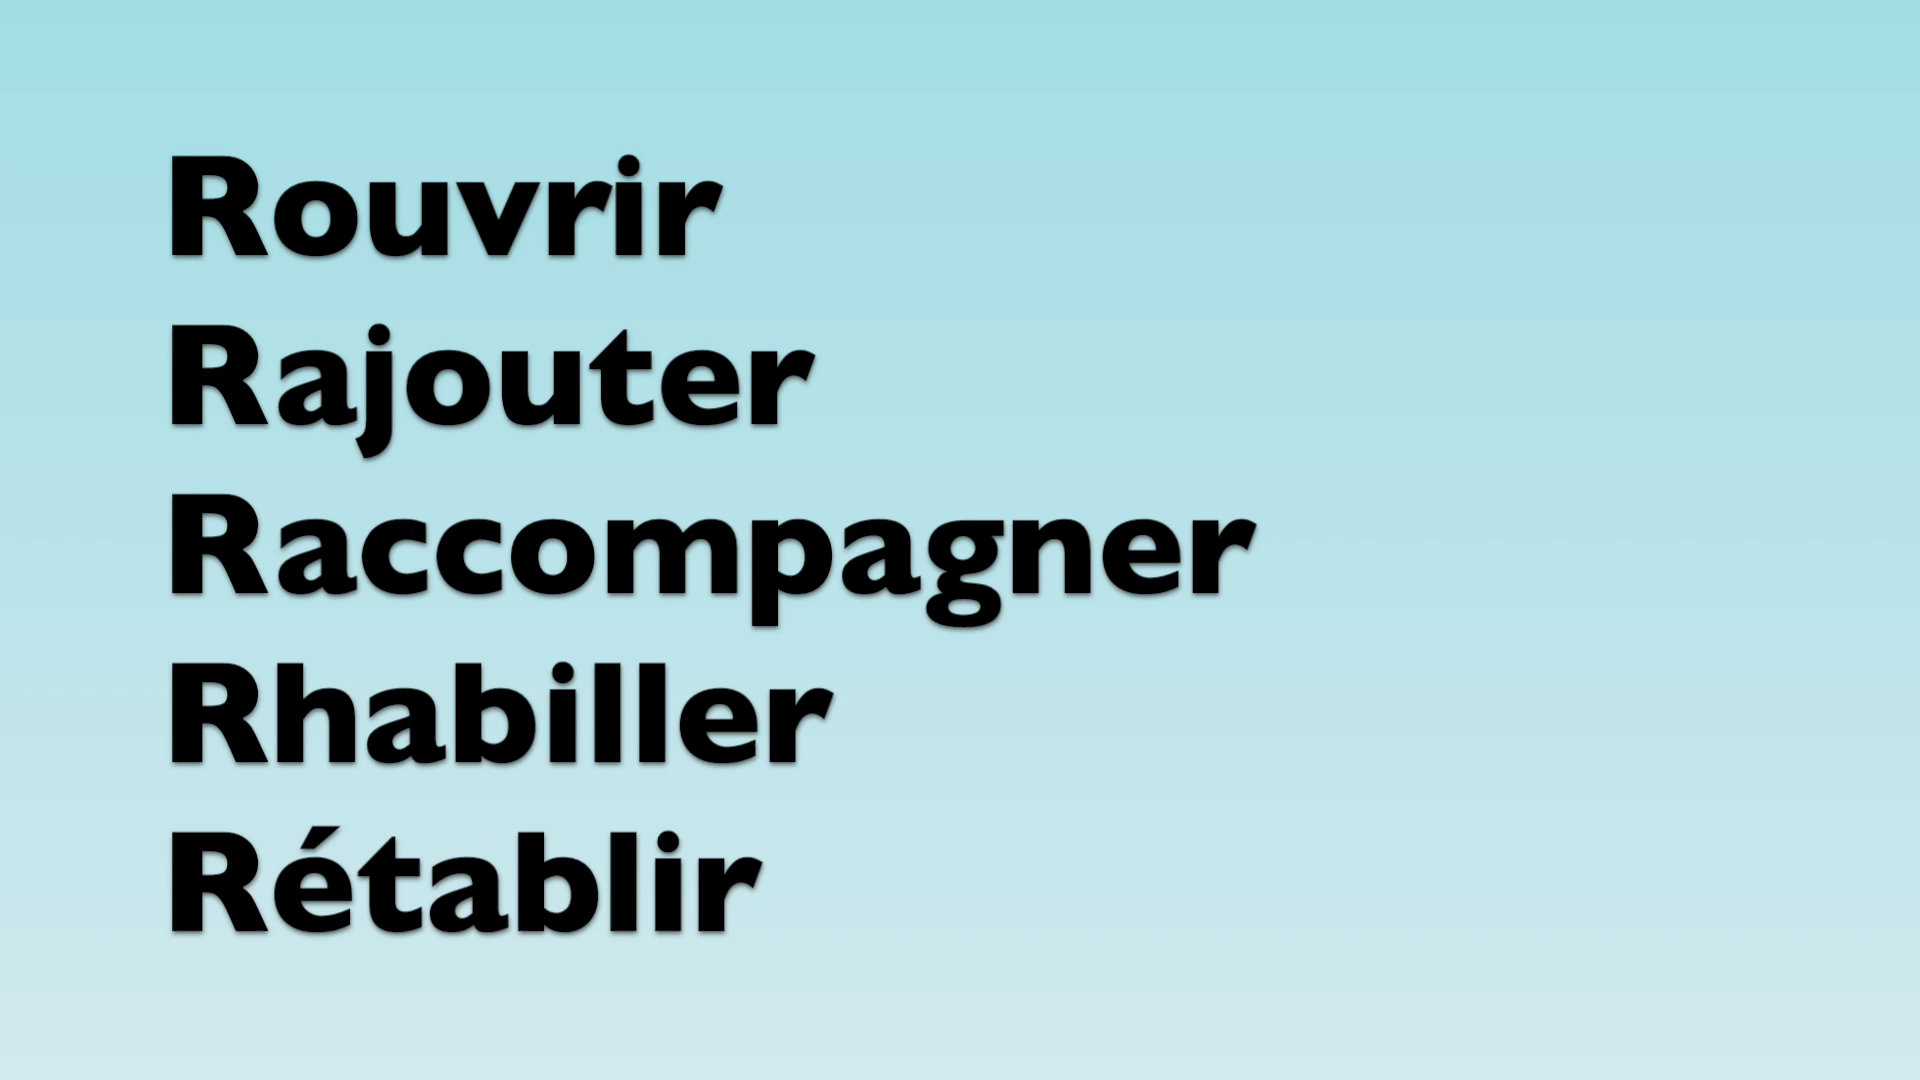 Rouvrir
Rajouter
Raccompagner
Rhabiller
Rétablir